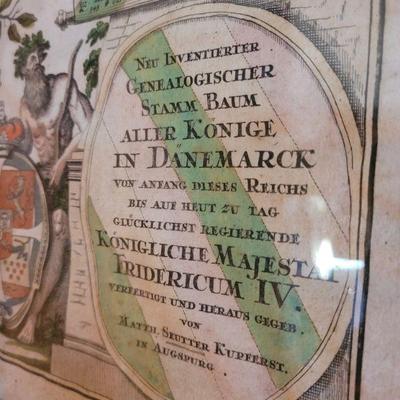 NEU INVENTIERTER
GENEALOGISCHER
STAMM BAUM
ALLER KÖNIGE
IN DÄNEMARCK
VON ANFANG DIESES REICHS
BIS AUF HEUT ZU TAG
GLÜCKLICHST REGIERENDE
KÖNIGLICHE MAJESTAT
FRIDERICUM IV.
VERFERTIGT UND HERAUS GEGEB.
VON
MATTH. SEUTTER KUPFERST.
IN AUGSPURG